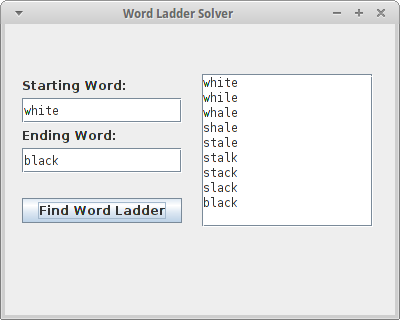 Word Ladder Solver
Starting Word:
white
Ending Word:
black
Find Word Ladder
white
while
whale
shale
stale
stalk
stack
slack
black